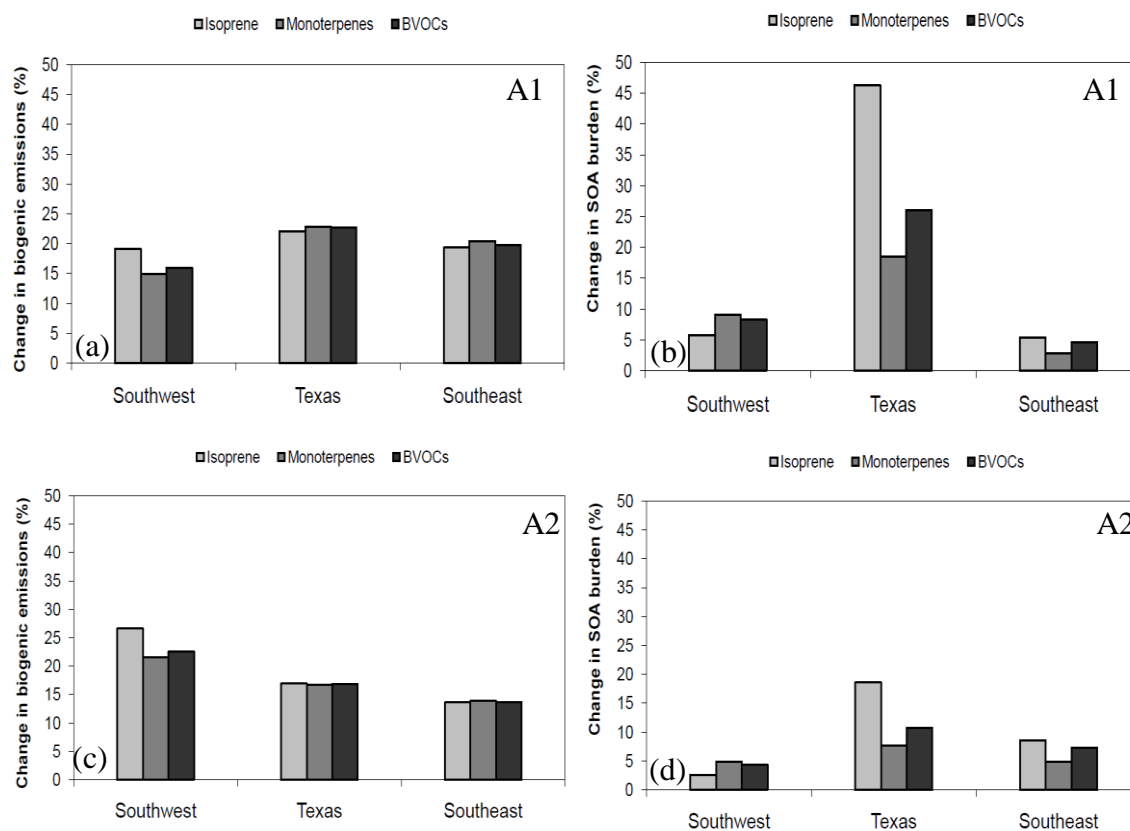 Isoprene Monoterpenes BVOCs
Change in biogenic emissions (%)
50
45
40
35
30
25
20
15
10
5
0
A1
(a)
Southwest Texas Southeast
Isoprene Monoterpenes BVOCs
Change in SOA burden (%)
50
45
40
35
30
25
20
15
10
5
0
A1
(b)
Southwest Texas Southeast
Isoprene Monoterpenes BVOCs
Change in biogenic emissions (%)
50
45
40
35
30
25
20
15
10
5
0
A2
(c)
Southwest Texas Southeast
Isoprene Monoterpenes BVOCs
Change in SOA burden (%)
50
45
40
35
30
25
20
15
10
5
0
A2
(d)
Southwest Texas Southeast